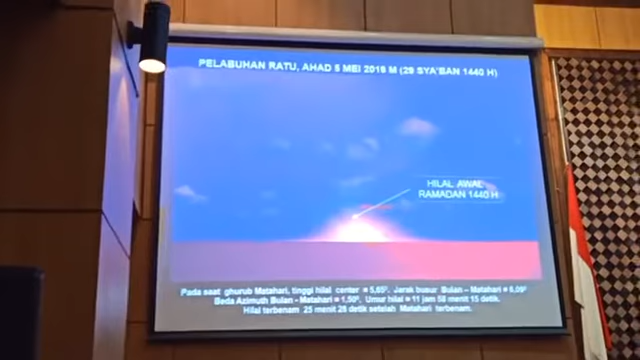 PELABUHAN RATU, AHAD 5 MEI 2019 M (29 SYA'BAN 1440 H)
HILAL AWAL
RAMADAN 1440 H
Pada saat ghurub Matahari, tinggi hilal center = 5,65°. Jarak busur Bulan – Matahari = 6,09°
Beda Azimuth Bulan - Matahari = 1,50°. Umur hilal = 11 jam 58 menit 15 detik.
Hilal terbenam 25 menit 26 detik setelah Matahari terbenam.